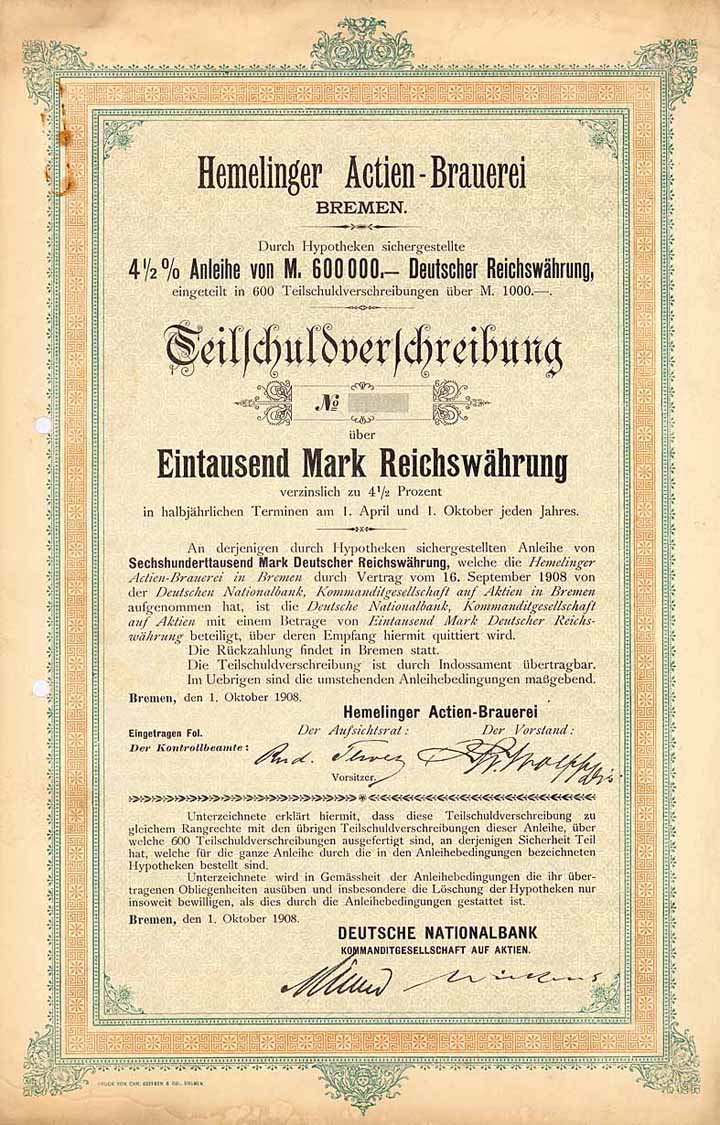 Hemelinger Actien-Brauerei
BREMEN.
Durch Hypotheken sichergestellte
4½% Anleihe von M. 600000.— Deutscher Reichswährung,
eingeteilt in 600 Teilschuldverschreibungen über M. 1000.—.
Teilschuldverschreibung
№
über
Eintausend Mark Reichswährung
verzinslich zu 4½ Prozent
in halbjährlichen Terminen am 1. April und 1. Oktober jeden Jahres.
An derjenigen durch Hypotheken sichergestellten Anleihe von
Sechshunderttausend Mark Deutscher Reichswährung, welche die Hemelinger
Actien-Brauerei in Bremen durch Vertrag vom 16. September 1908 von
der Deutschen Nationalbank, Kommanditgesellschaft auf Aktien in Bremen
aufgenommen hat, ist die Deutsche Nationalbank, Kommanditgesellschaft
auf Aktien mit einem Betrage von Eintausend Mark Deutscher Reichs-
währung beteiligt, über deren Empfang hiermit quittiert wird.
Die Rückzahlung findet in Bremen statt.
Die Teilschuldverschreibung ist durch Indossament übertragbar.
Im Uebrigen sind die umstehenden Anleihebedingungen maßgebend.
Bremen, den 1. Oktober 1908.
Hemelinger Actien-Brauerei
Eingetragen Fol. Der Aufsichtsrat: Der Vorstand:
Der Kontrollbeamte:
Rud.
Vorsitzer.
Unterzeichnete erklärt hiermit, dass diese Teilschuldverschreibung zu
gleichem Rangrechte mit den übrigen Teilschuldverschreibungen dieser Anleihe, über
welche 600 Teilschuldverschreibungen ausgefertigt sind, an derjenigen Sicherheit Teil
hat, welche für die ganze Anleihe durch die in den Anleihebedingungen bezeichneten
Hypotheken bestellt sind.
Unterzeichnete wird in Gemässheit der Anleihebedingungen die ihr über-
tragenen Obliegenheiten ausüben und insbesondere die Löschung der Hypotheken nur
insoweit bewilligen, als dies durch die Anleihebedingungen gestattet ist.
Bremen, den 1. Oktober 1908.
DEUTSCHE NATIONALBANK
KOMMANDITGESELLSCHAFT AUF AKTIEN.
DRUCK VON CHR. GEFFKEN & CO., BREMEN.